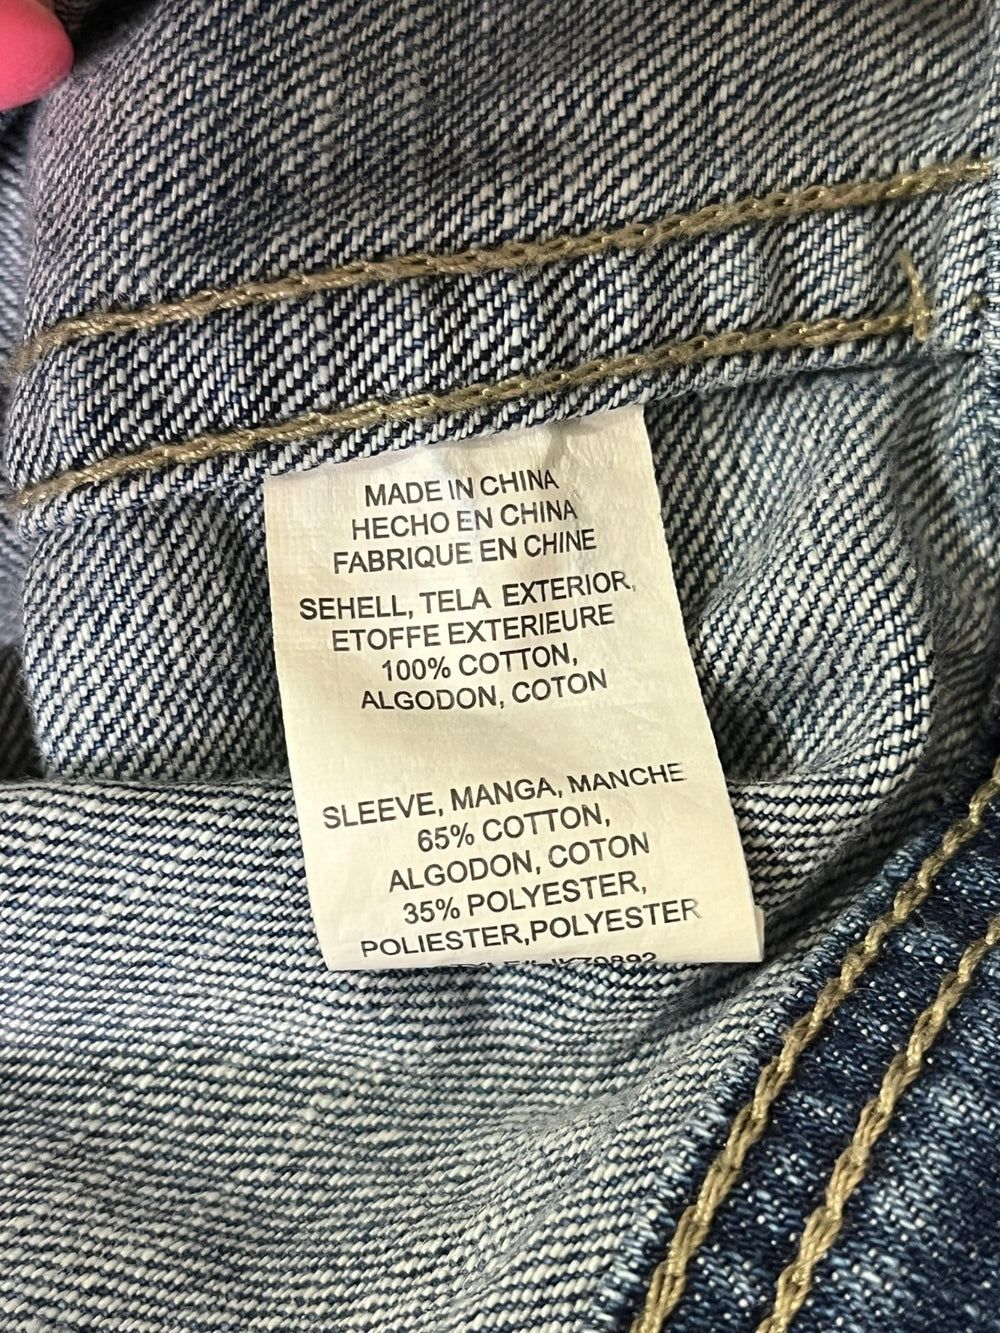 MADE IN CHINA
HECHO EN CHINA
FABRIQUE EN CHINE
SEHELL, TELA EXTERIOR,
ETOFFE EXTERIEURE
100% COTTON,
ALGODON, COTON
SLEEVE, MANGA, MANCHE
65% COTTON,
ALGODON, COTON
35% POLYESTER,
POLIESTER,POLYESTER